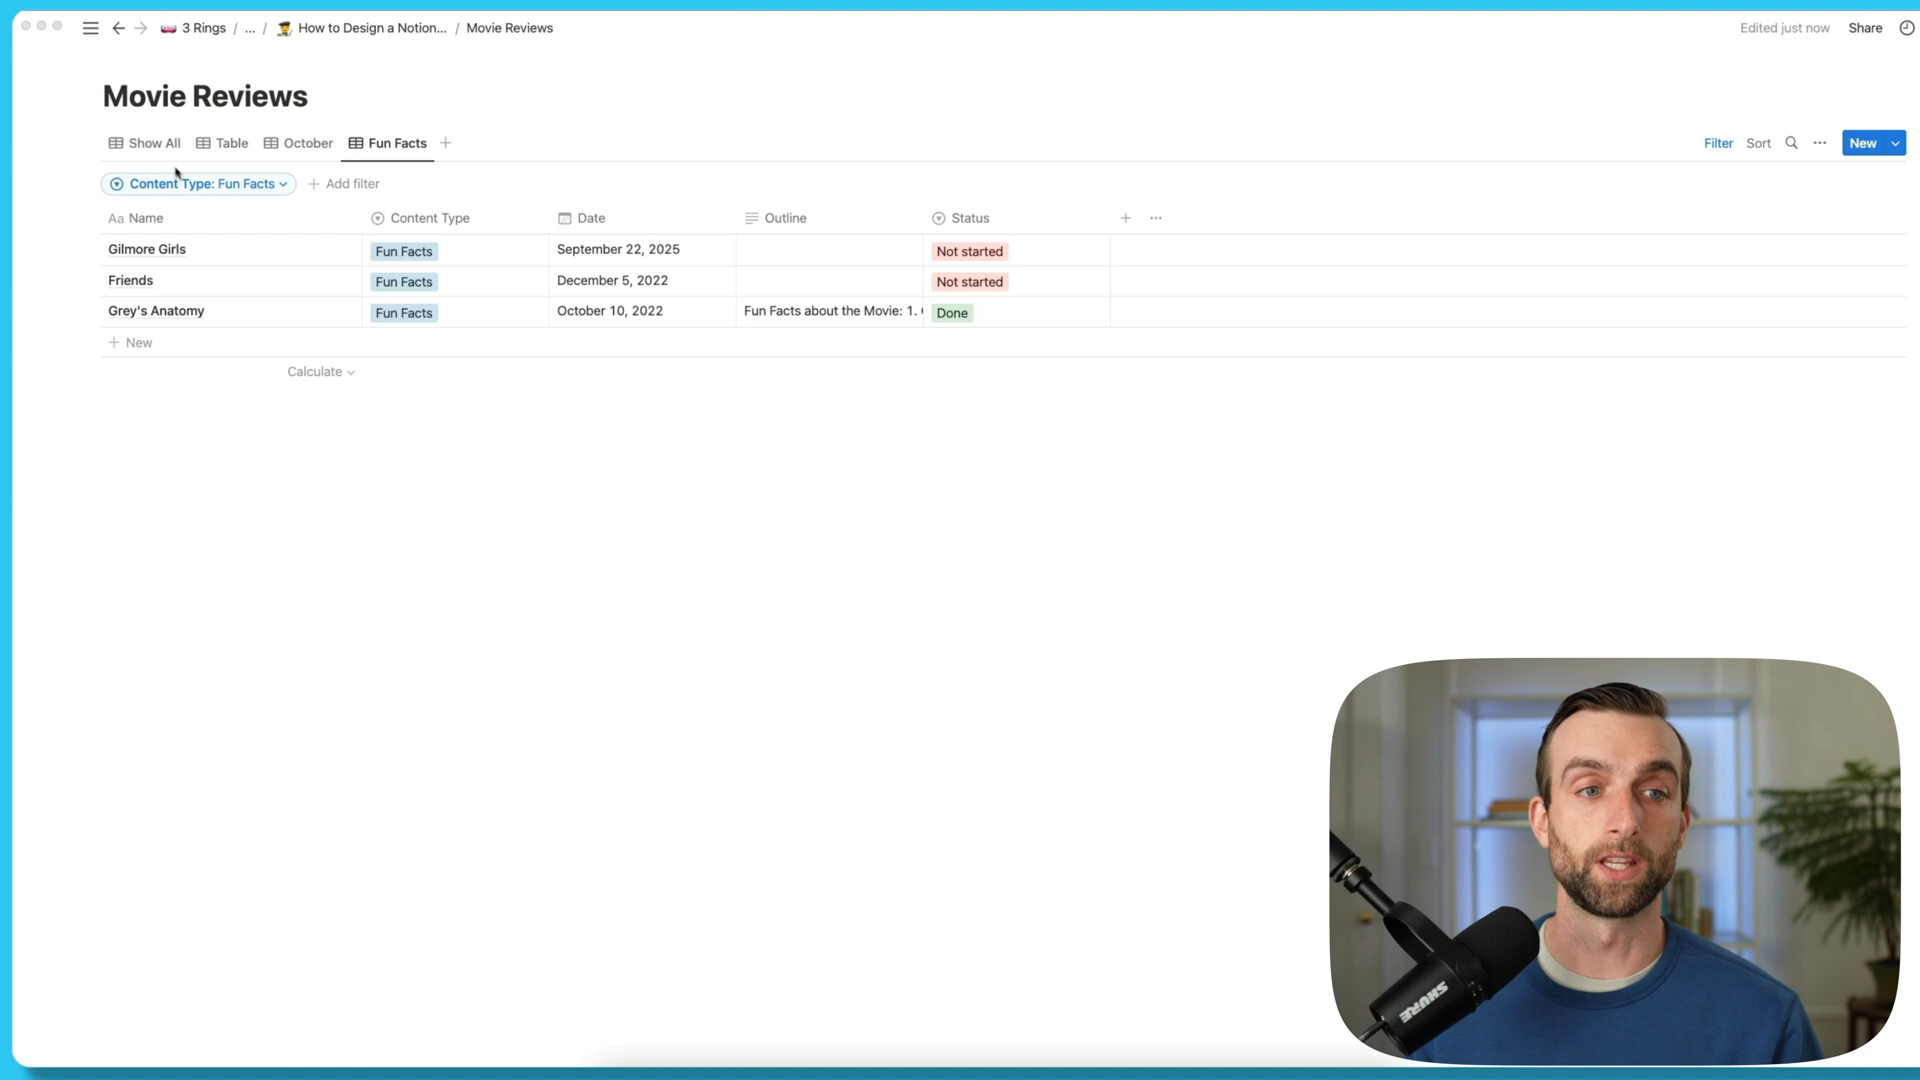 3 Rings / ... / How to Design a Notion... / Movie Reviews
Edited just now Share
Movie Reviews
Show All Table October Fun Facts
Filter Sort New
Content Type: Fun Facts Add filter
Aa Name Content Type Date Outline Status
Gilmore Girls Fun Facts September 22, 2025 Not started
Friends Fun Facts December 5, 2022 Not started
Grey's Anatomy Fun Facts October 10, 2022 Fun Facts about the Movie: 1. Done
New
Calculate
SHURE